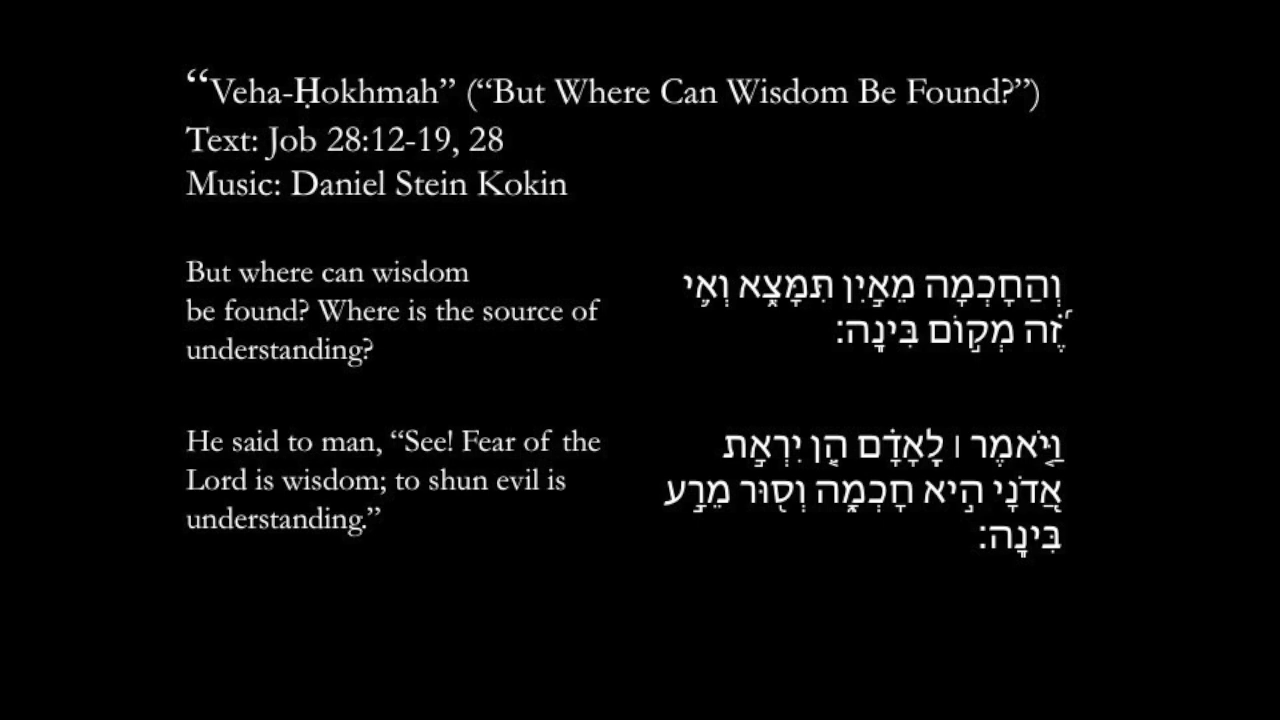 “Veha-Ḥokhmah” (“But Where Can Wisdom Be Found?”)
Text: Job 28:12-19, 28
Music: Daniel Stein Kokin
But where can wisdom
be found? Where is the source of
understanding?
וְֽהַחָכְמָה מֵאַ֣יִן תִּמָּצֵ֑א וְאֵ֥י
זֶ֝֗ה מְק֣וֹם בִּינָֽה׃
He said to man, “See! Fear of the
Lord is wisdom; to shun evil is
understanding.”
וַיֹּ֤אמֶר ׀ לָֽאָדָ֗ם הֵ֤ן יִרְאַ֣ת
אֲ֭דֹנָי הִ֣יא חָכְמָ֑ה וְס֖וּר מֵרָ֣ע
בִּינָֽה׃